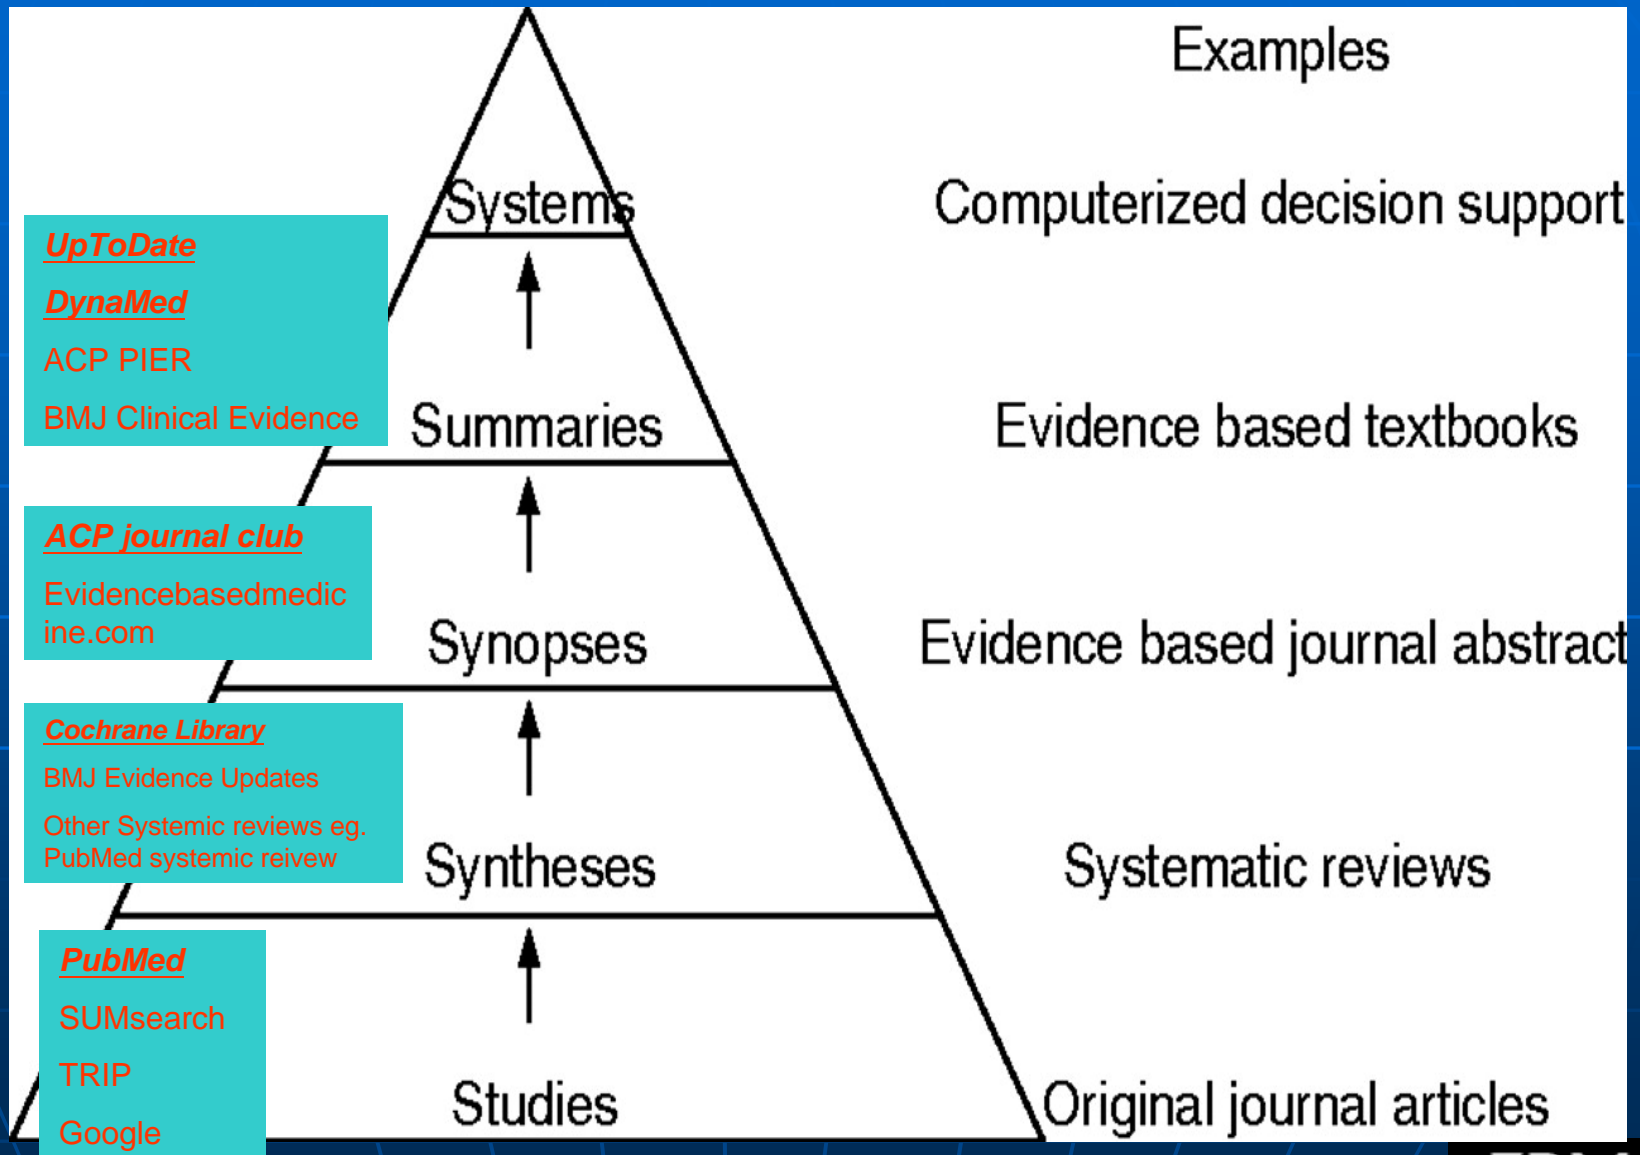 Examples
Systems
Computerized decision support
UpToDate
DynaMed
ACP PIER
BMJ Clinical Evidence
Summaries
Evidence based textbooks
ACP journal club
Evidencebasedmedic
ine.com
Synopses
Evidence based journal abstract
Cochrane Library
BMJ Evidence Updates
Other Systemic reviews eg.
PubMed systemic reivew
Syntheses
Systematic reviews
PubMed
SUMsearch
TRIP
Google
Studies
Original journal articles